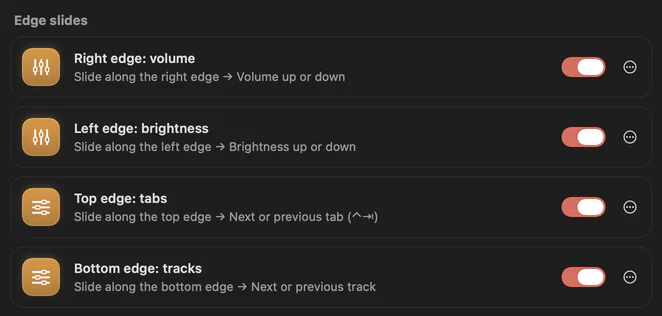 Edge slides
Right edge: volume
Slide along the right edge → Volume up or down
Left edge: brightness
Slide along the left edge → Brightness up or down
Top edge: tabs
Slide along the top edge → Next or previous tab (^⇥)
Bottom edge: tracks
Slide along the bottom edge → Next or previous track